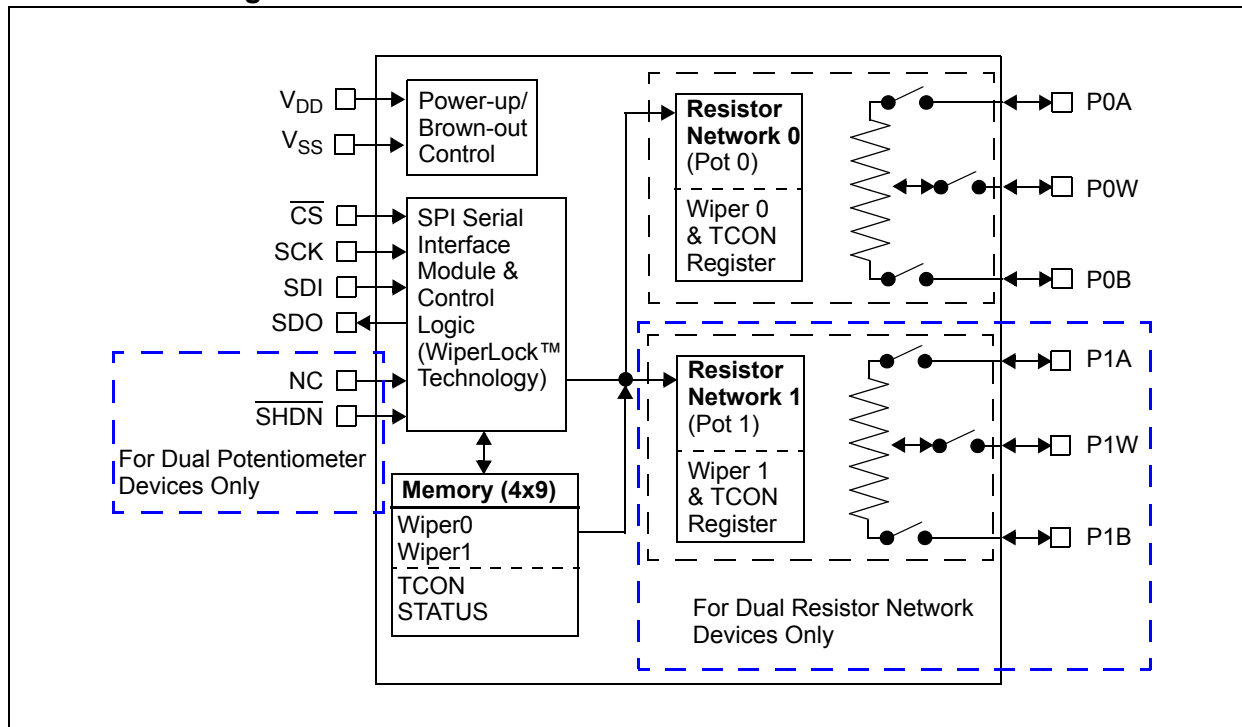 V_DD
V_SS
CS
SCK
SDI
SDO
NC
SHDN
For Dual Potentiometer
Devices Only
Power-up/
Brown-out
Control
SPI Serial
Interface
Module &
Control
Logic
(WiperLock™
Technology)
Memory (4x9)
Wiper0
Wiper1
TCON
STATUS
Resistor
Network 0
(Pot 0)
Wiper 0
& TCON
Register
P0A
P0W
P0B
Resistor
Network 1
(Pot 1)
Wiper 1
& TCON
Register
P1A
P1W
P1B
For Dual Resistor Network
Devices Only